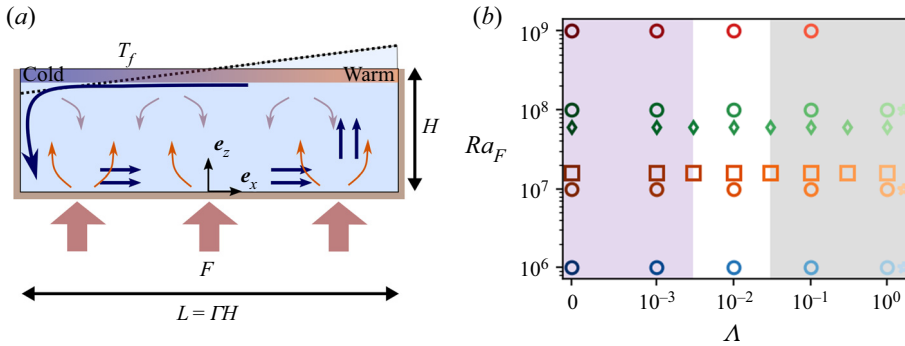 (a)
T_f
Cold
Warm
H
e_z
e_x
F
L = ΓH
(b)
10^9
10^8
Ra_F
10^7
10^6
0
10^{-3}
10^{-2}
10^{-1}
10^0
Λ